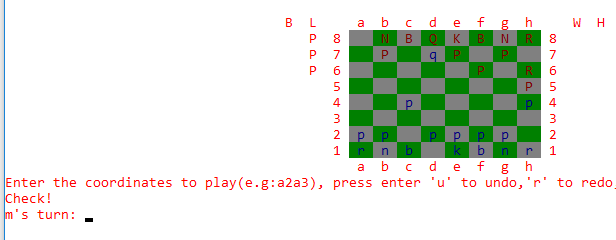 B L a b c d e f g h W H
P 8 N B Q K B N R 8
P 7 P q P P 7
P 6 P R 6
5 P 5
4 p p 4
3 3
2 p p p p p p 2
1 r n b k b n r 1
a b c d e f g h
Enter the coordinates to play(e.g:a2a3), press enter 'u' to undo,'r' to redo,
Check!
m's turn: